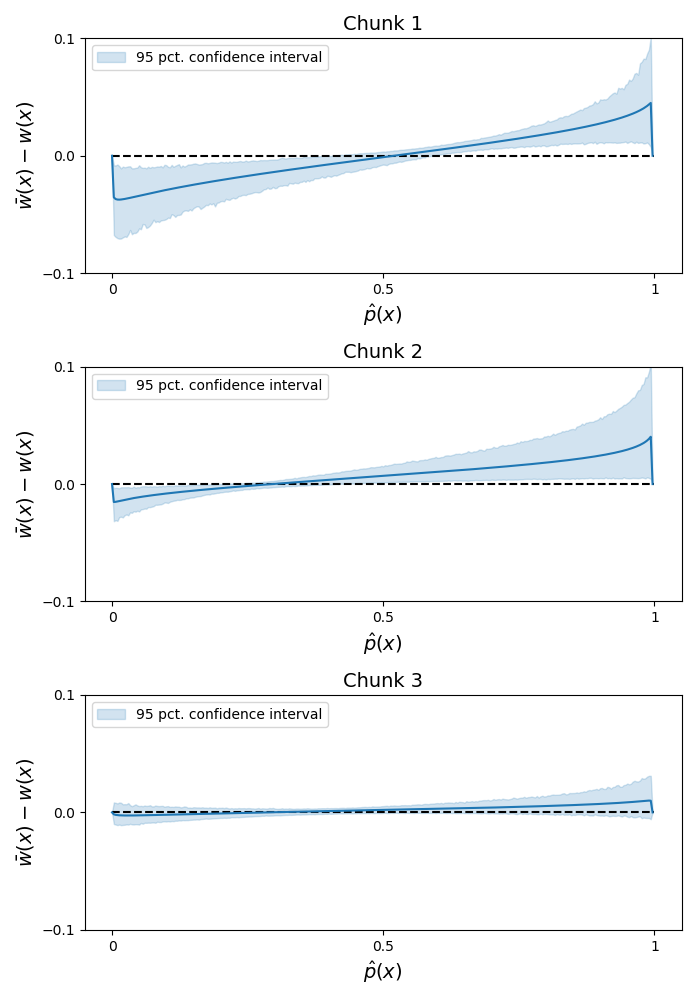 Chunk 1
0.1
95 pct. confidence interval
w̄(x) − w(x)
0.0
−0.1
0 0.5 1
p̂(x)
Chunk 2
0.1
95 pct. confidence interval
w̄(x) − w(x)
0.0
−0.1
0 0.5 1
p̂(x)
Chunk 3
0.1
95 pct. confidence interval
w̄(x) − w(x)
0.0
−0.1
0 0.5 1
p̂(x)